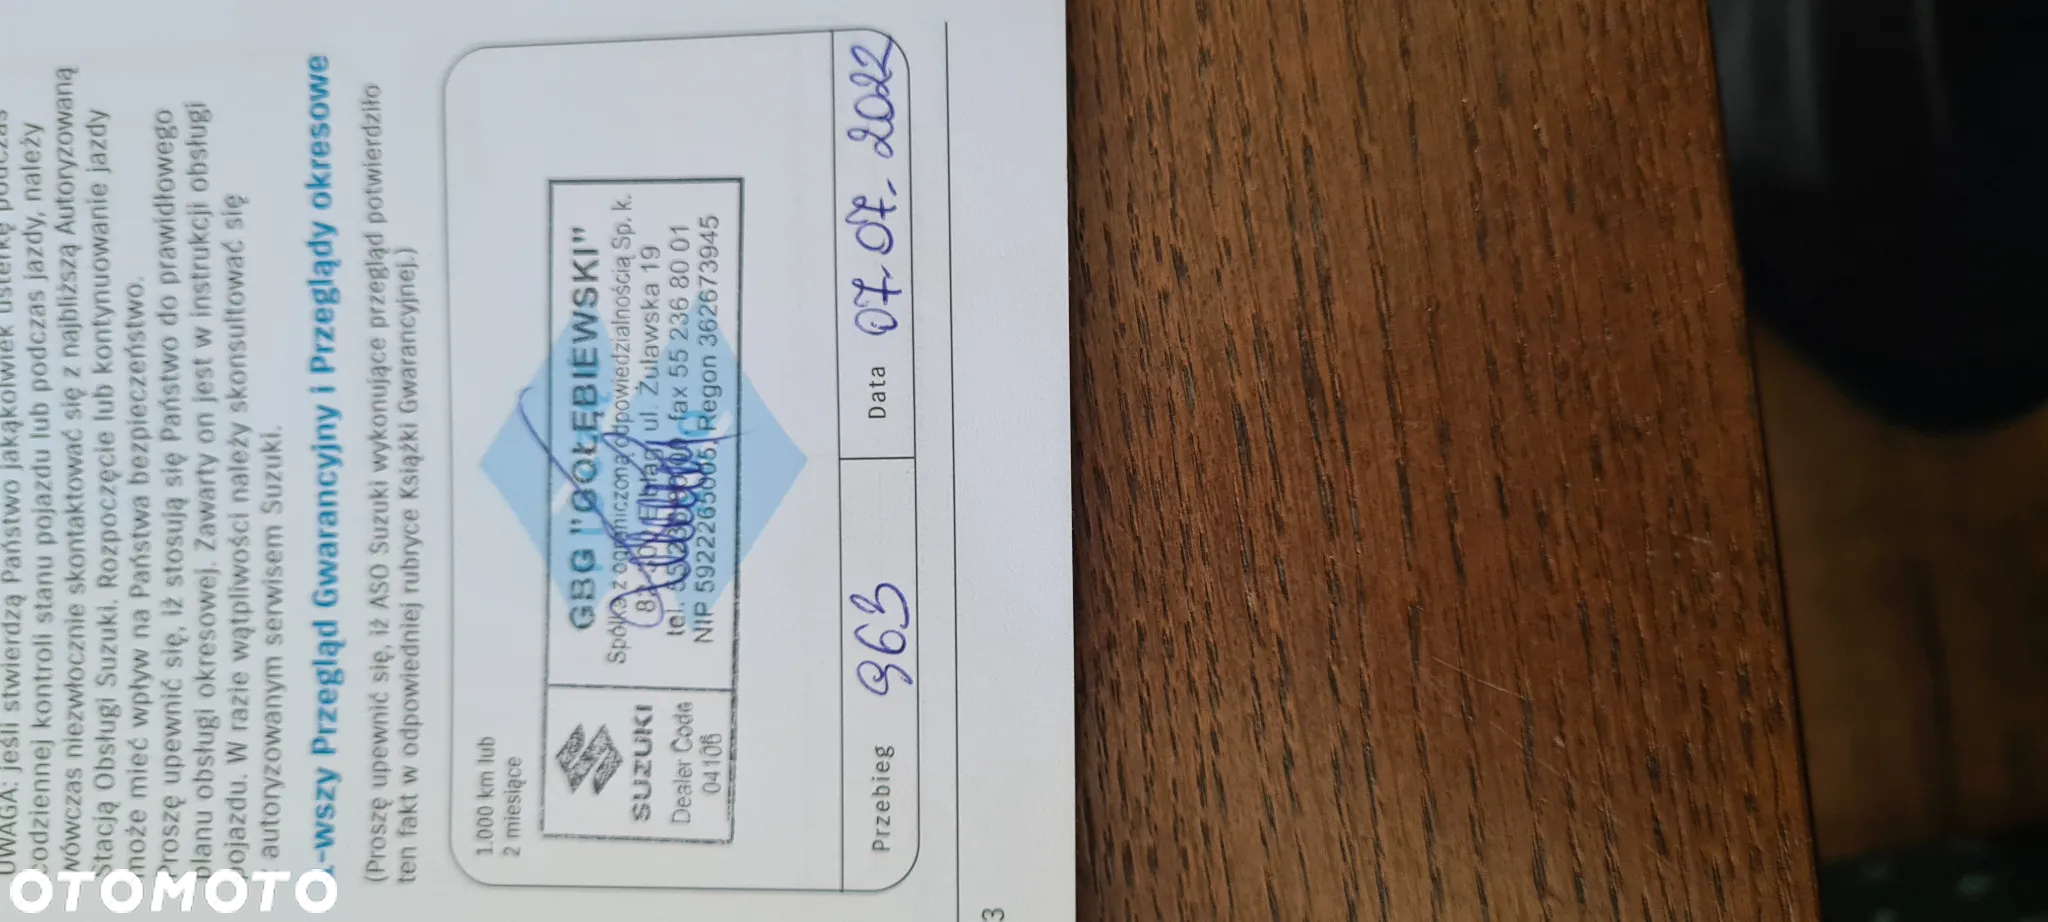 UWAGA: jeśli stwierdzą Państwo jakąkolwiek usterkę podczas
codziennej kontroli stanu pojazdu lub podczas jazdy, należy
wówczas niezwłocznie skontaktować się z najbliższą Autoryzowaną
Stacją Obsługi Suzuki. Rozpoczęcie lub kontynuowanie jazdy
może mieć wpływ na Państwa bezpieczeństwo.
Proszę upewnić się, iż stosują się Państwo do prawidłowego
planu obsługi okresowej. Zawarty on jest w instrukcji obsługi
pojazdu. W razie wątpliwości należy skonsultować się
autoryzowanym serwisem Suzuki.
1-wszy Przegląd Gwarancyjny i Przeglądy okresowe
(Proszę upewnić się, iż ASO Suzuki wykonujące przegląd potwierdziło
ten fakt w odpowiedniej rubryce Książki Gwarancyjnej.)
1.000 km lub
2 miesiące
SUZUKI
Dealer Code
04106
GBG "GOŁĘBIEWSKI"
Spółka z ograniczoną odpowiedzialnością Sp. k.
Elbląg ul. Żuławska 19
tel. fax 55 236 80 01
NIP 5922265005 Regon 362673945
Przebieg 963
Data 07.07.2022
3
OTOMOTO